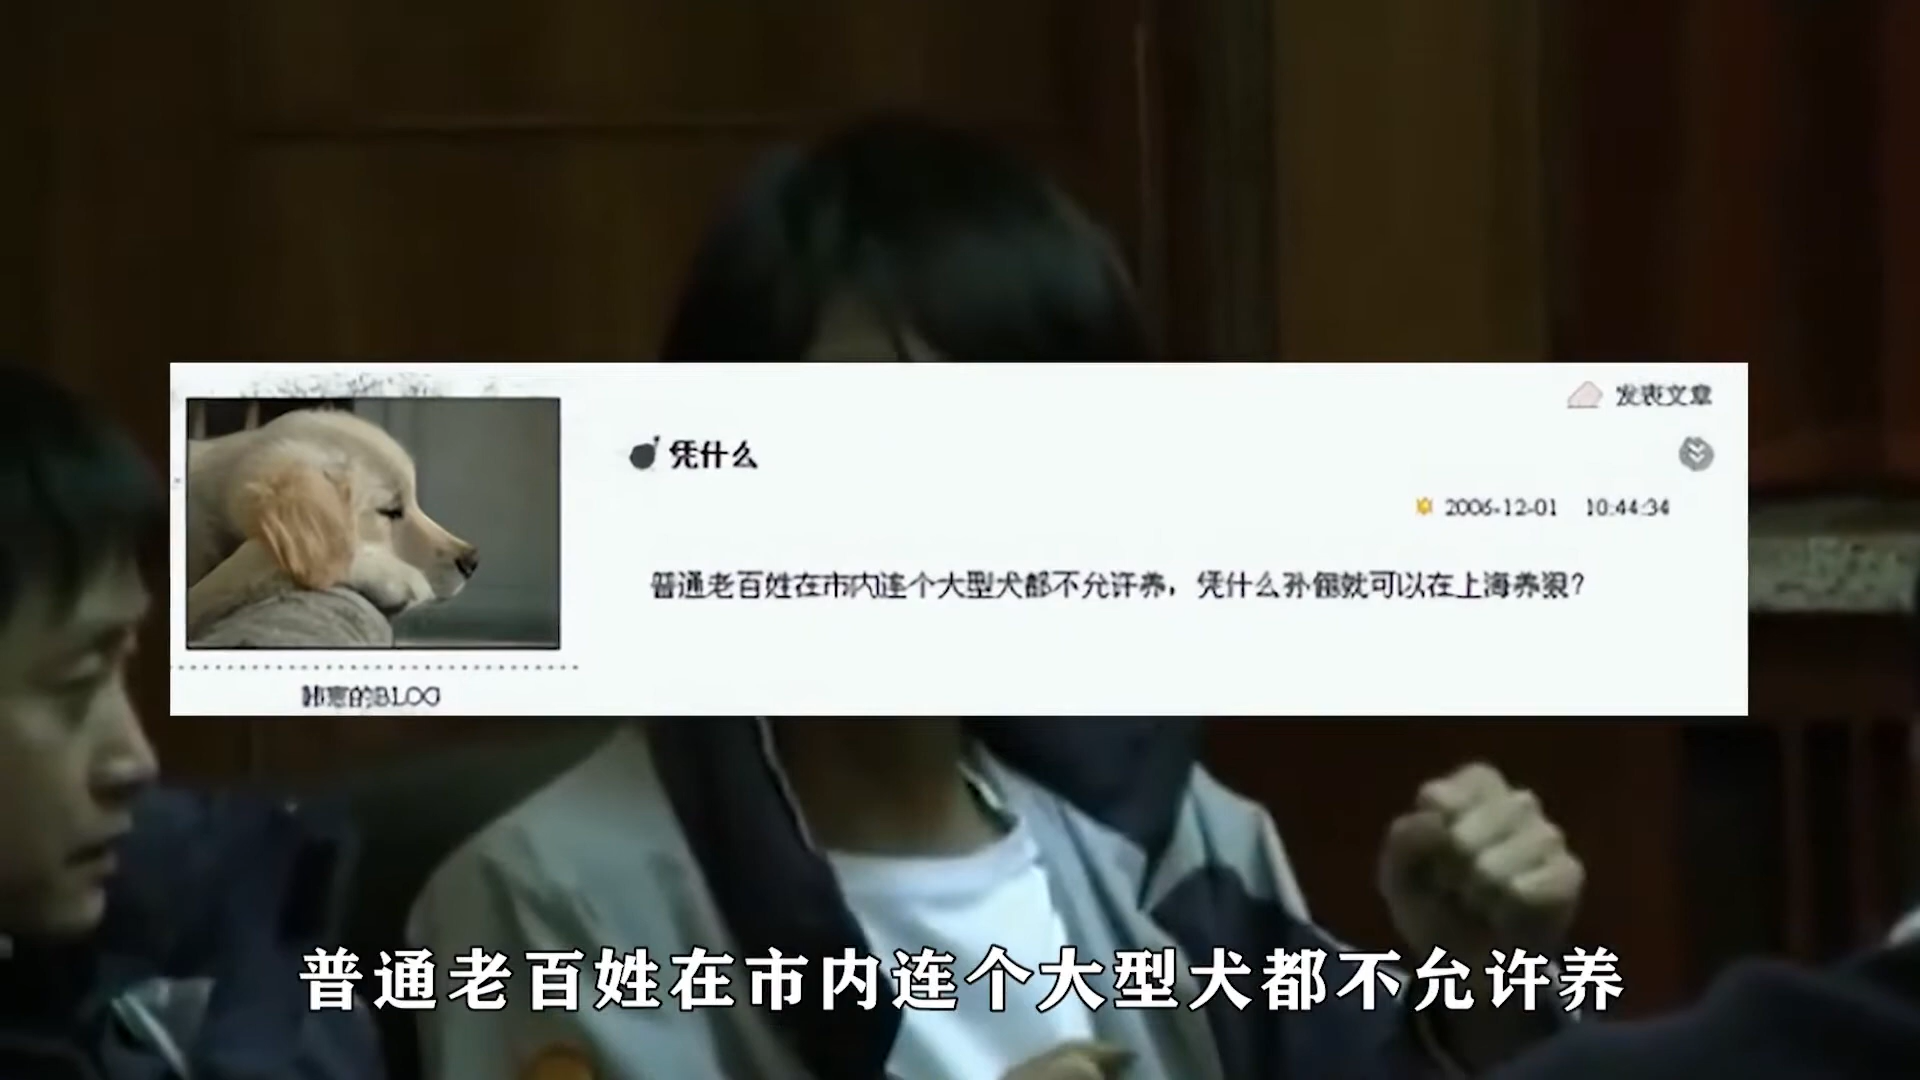 发表文章
凭什么
2006-12-01 10:44:34
普通老百姓在市内连个大型犬都不允许养，凭什么孙俪就可以在上海养狼？
的BLOG
普通老百姓在市内连个大型犬都不允许养